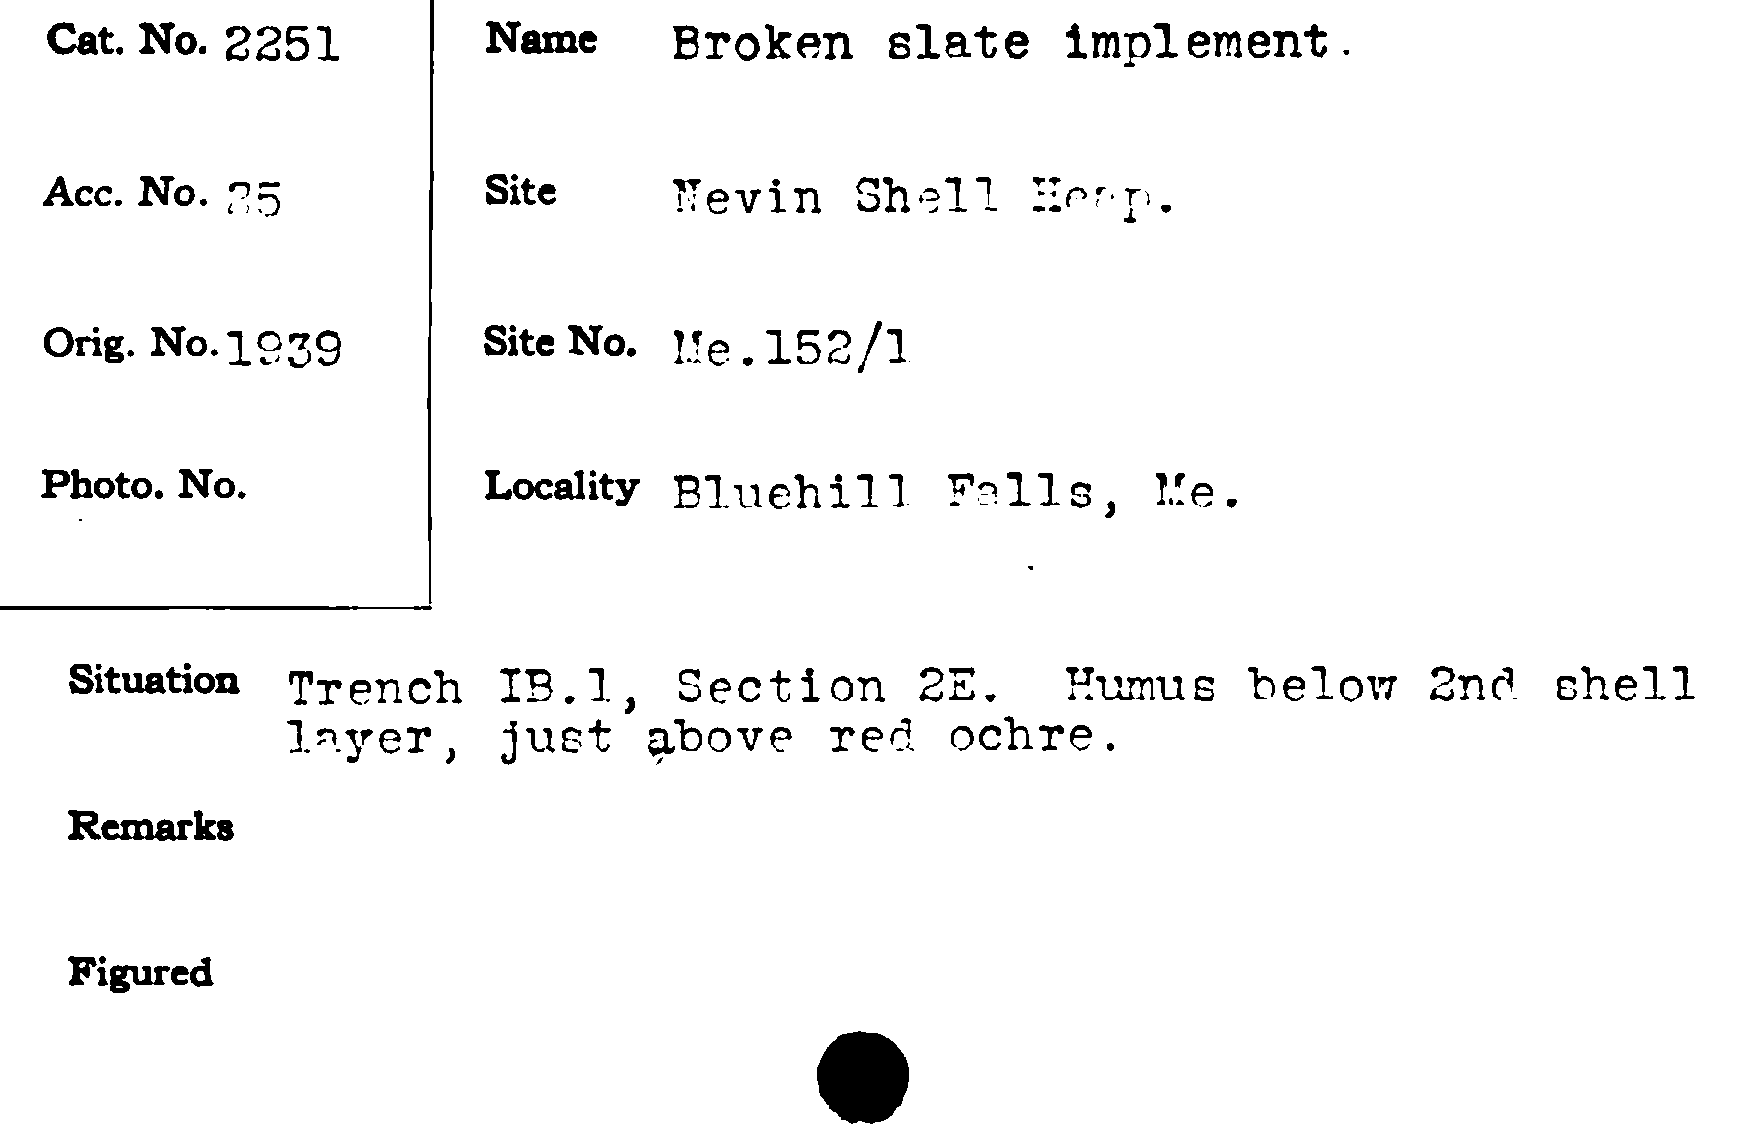 Cat. No. 2251
Name Broken slate implement.
Acc. No.
Site Nevin Shell Heap.
Orig. No. 1939
Site No. Me.152/1
Photo. No.
Locality Bluehill Falls, Me.
Situation Trench IB.1, Section 2E. Humus below 2nd shell
layer, just above red ochre.
Remarks
Figured